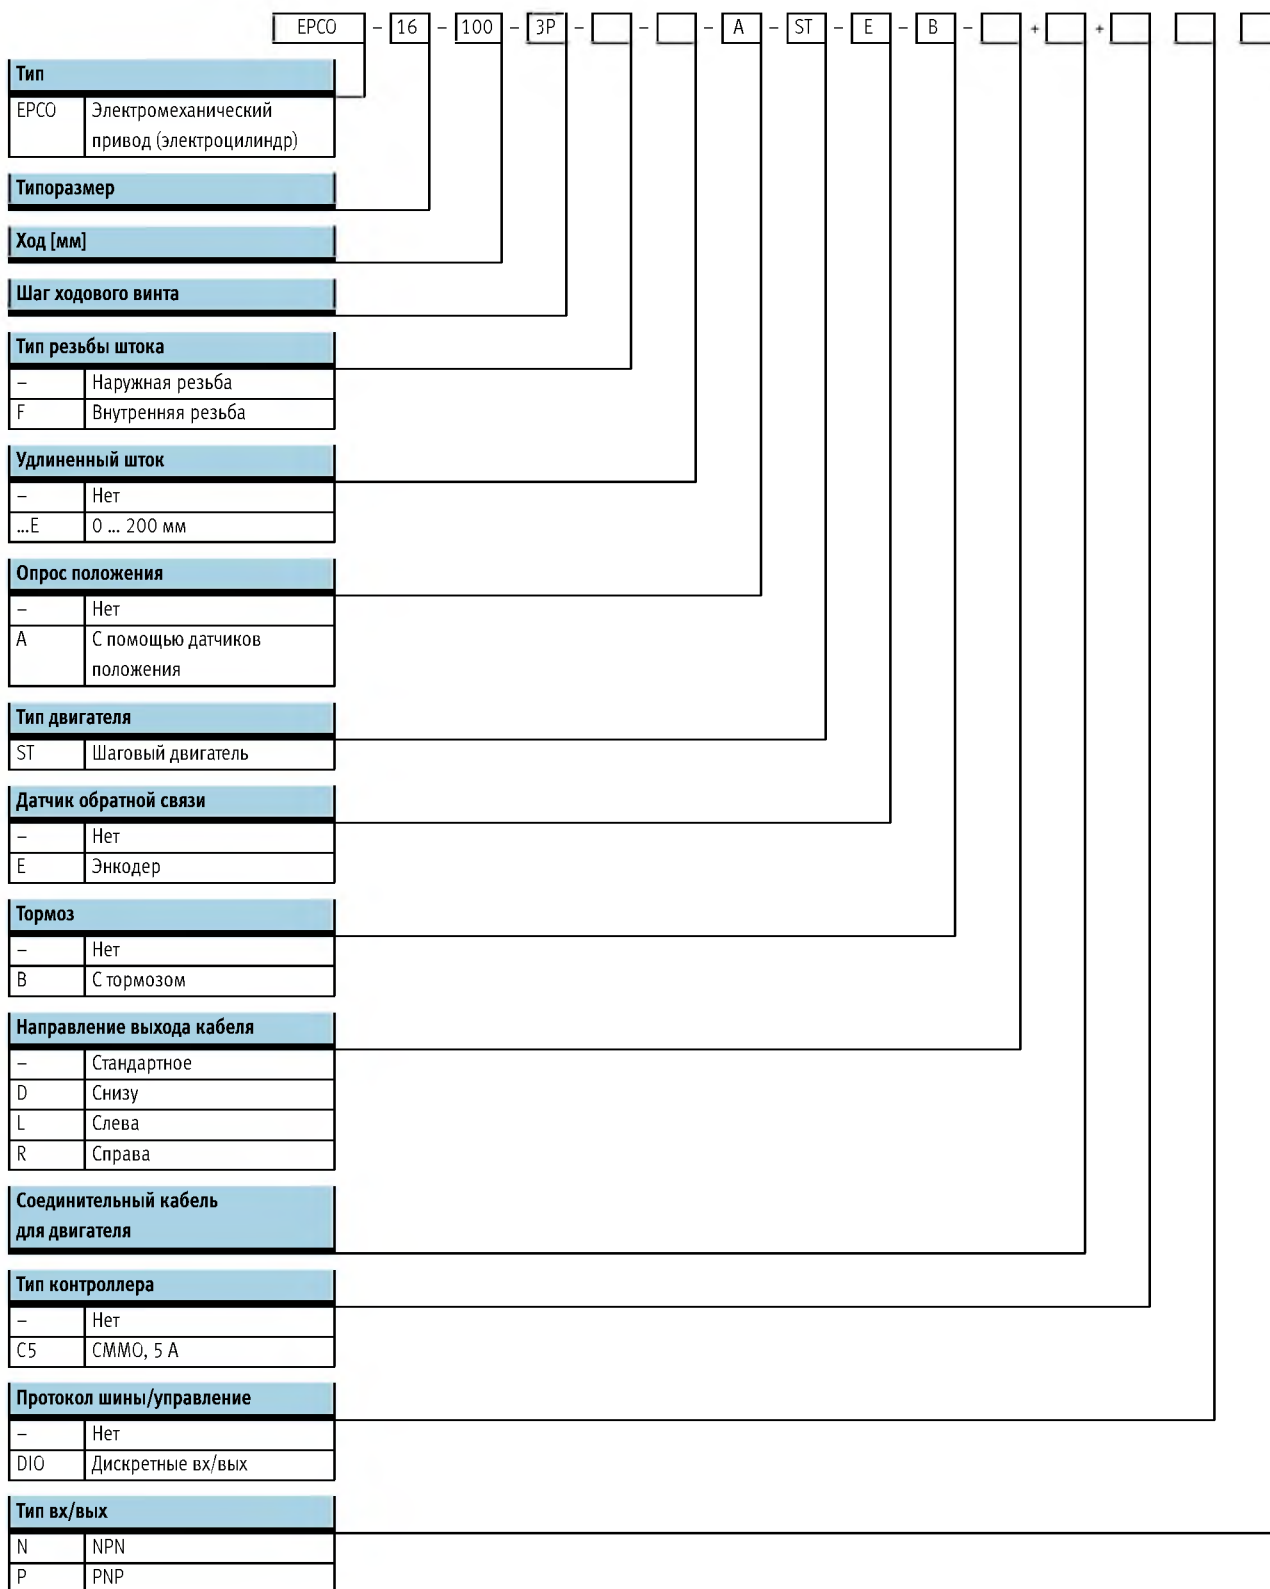 EPCO – 16 – 100 – 3P – – – A – ST – E – B – + +
Тип
EPCO Электромеханический
привод (электроцилиндр)
Типоразмер
Ход [мм]
Шаг ходового винта
Тип резьбы штока
– Наружная резьба
F Внутренняя резьба
Удлиненный шток
– Нет
...E 0 ... 200 мм
Опрос положения
– Нет
A С помощью датчиков
положения
Тип двигателя
ST Шаговый двигатель
Датчик обратной связи
– Нет
E Энкодер
Тормоз
– Нет
B С тормозом
Направление выхода кабеля
– Стандартное
D Снизу
L Слева
R Справа
Соединительный кабель
для двигателя
Тип контроллера
– Нет
C5 CMMO, 5 A
Протокол шины/управление
– Нет
DIO Дискретные вх/вых
Тип вх/вых
N NPN
P PNP